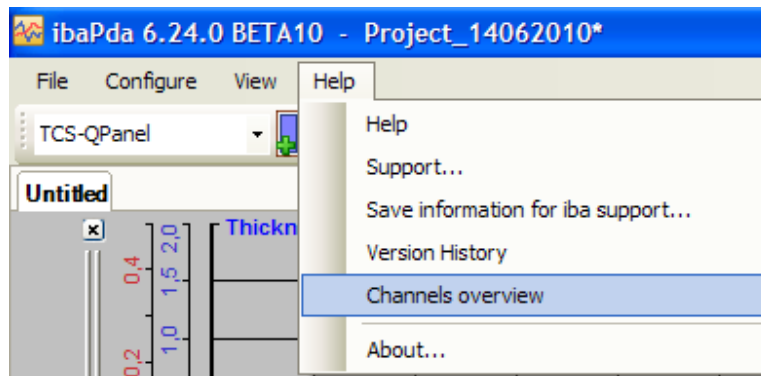 ibaPda 6.24.0 BETA10 - Project_14062010*
File Configure View Help
TCS-QPanel
Help
Support...
Save information for iba support...
Version History
Channels overview
About...
Untitled
x
2,0
1,5
1,0
0,4
0,2
Thickn